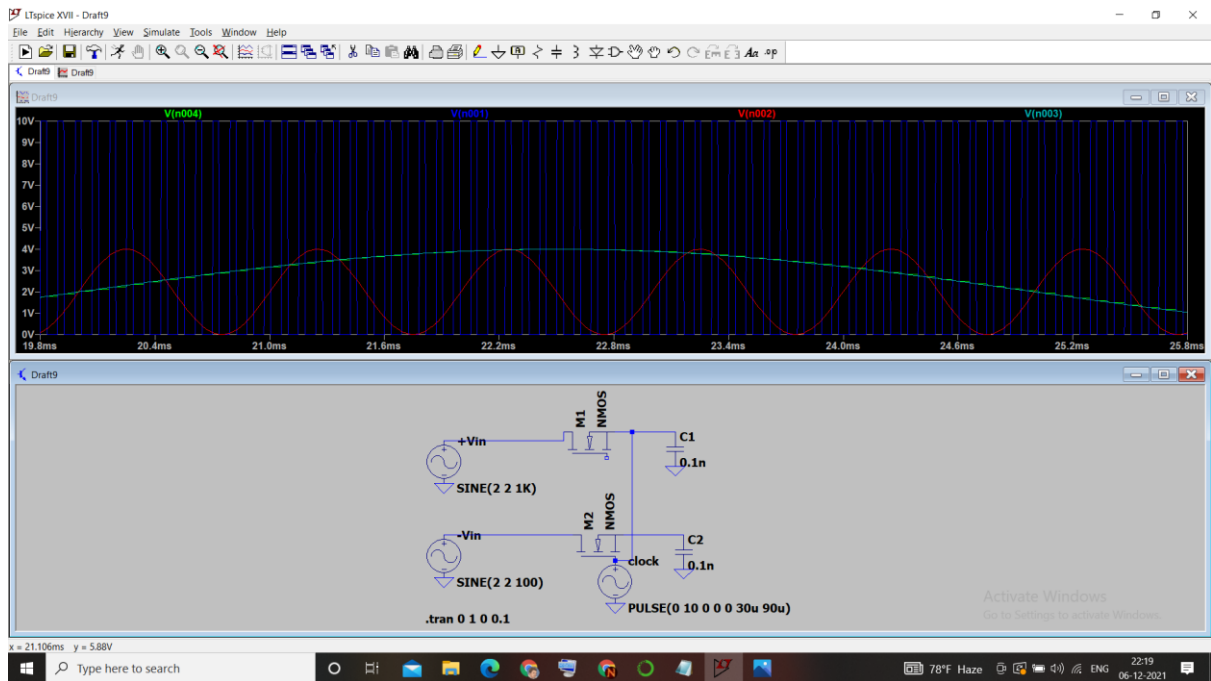 LTspice XVII - Draft9
File Edit Hierarchy View Simulate Tools Window Help
Aa .op
Draft9 Draft9
Draft9
V(n004) V(n001) V(n002) V(n003)
10V
9V
8V
7V
6V
5V
4V
3V
2V
1V
0V
19.8ms 20.4ms 21.0ms 21.6ms 22.2ms 22.8ms 23.4ms 24.0ms 24.6ms 25.2ms 25.8ms
Draft9
M1
NMOS
+Vin
C1
0.1n
SINE(2 2 1K)
M2
NMOS
-Vin
C2
clock
0.1n
SINE(2 2 100)
PULSE(0 10 0 0 0 30u 90u)
.tran 0 1 0 0.1
Activate Windows
Go to Settings to activate Windows.
x = 21.106ms y = 5.88V
Type here to search
78°F Haze
ENG
22:19
06-12-2021